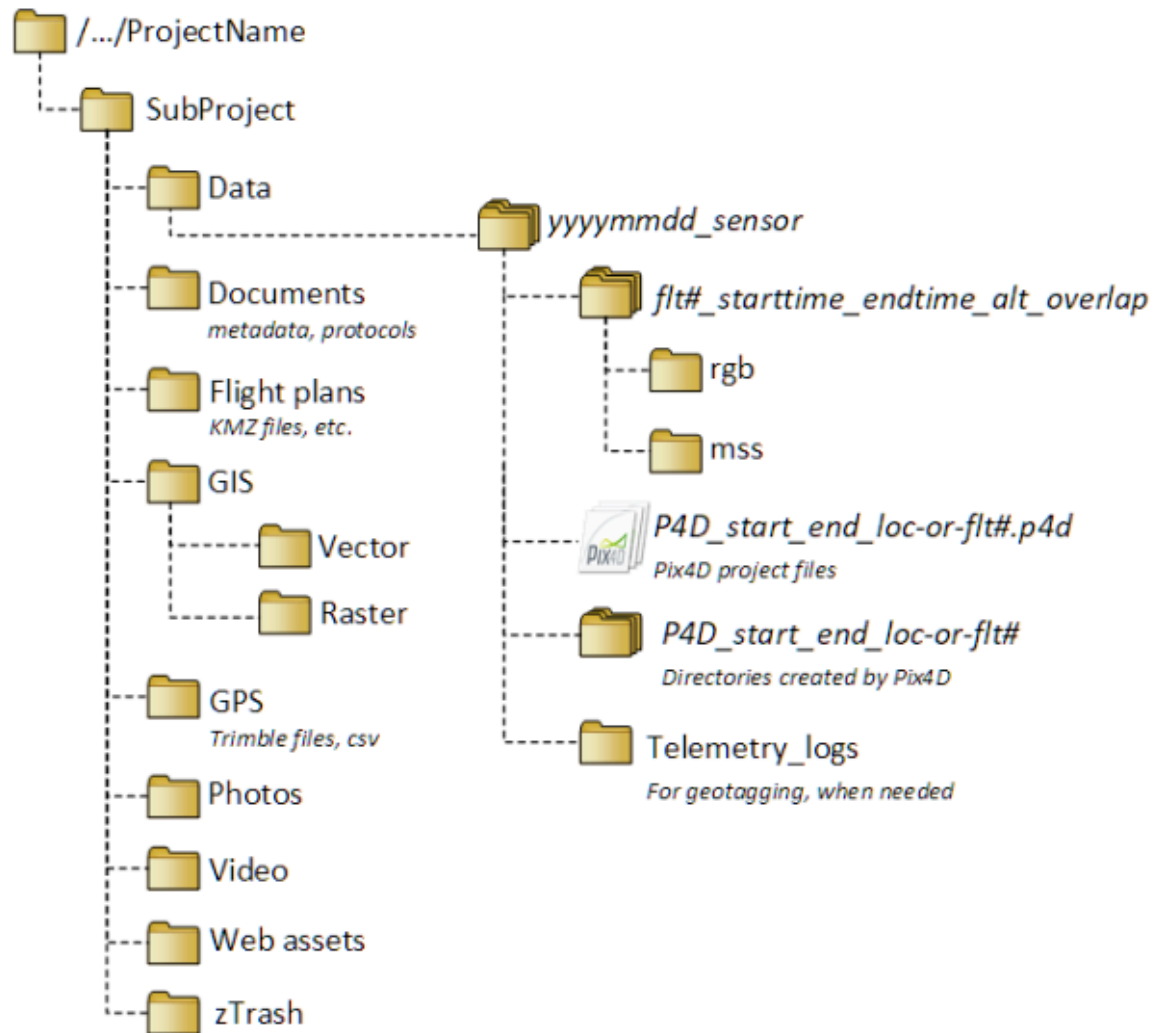 /.../ProjectName
SubProject
Data
yyyymmdd_sensor
flt#_starttime_endtime_alt_overlap
rgb
mss
P4D_start_end_loc-or-flt#.p4d
Pix4D project files
Pix4D
P4D_start_end_loc-or-flt#
Directories created by Pix4D
Telemetry_logs
For geotagging, when needed
Documents
metadata, protocols
Flight plans
KMZ files, etc.
GIS
Vector
Raster
GPS
Trimble files, csv
Photos
Video
Web assets
zTrash